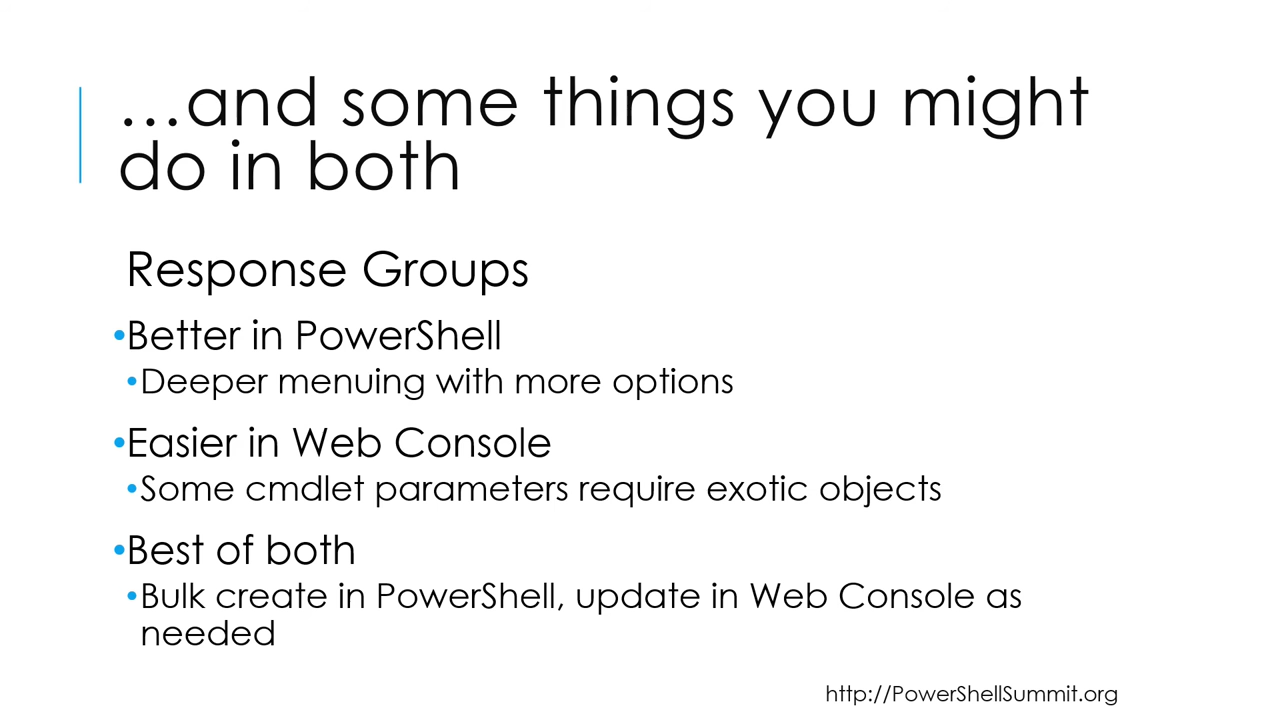 …and some things you might
do in both
Response Groups
•Better in PowerShell
•Deeper menuing with more options
•Easier in Web Console
•Some cmdlet parameters require exotic objects
•Best of both
•Bulk create in PowerShell, update in Web Console as
needed
http://PowerShellSummit.org